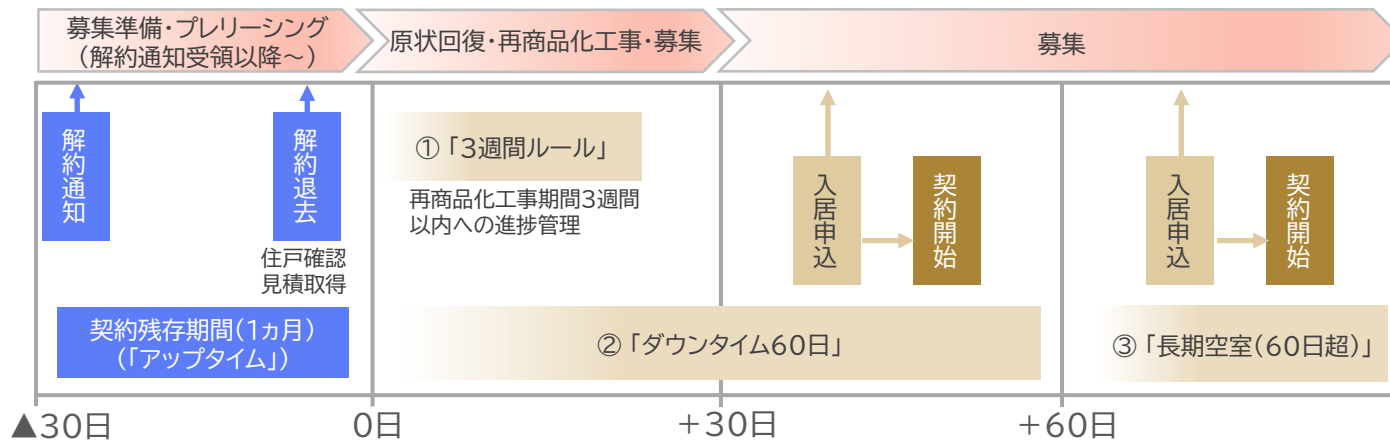 募集準備・プレリーシング
（解約通知受領以降～）
原状回復・再商品化工事・募集
募集
解約通知
解約退去
住戸確認
見積取得
契約残存期間（1ヵ月）
（「アップタイム」）
① 「3週間ルール」
再商品化工事期間3週間
以内への進捗管理
② 「ダウンタイム60日」
入居申込
契約開始
入居申込
契約開始
③ 「長期空室（60日超）」
▲30日
0日
＋30日
＋60日